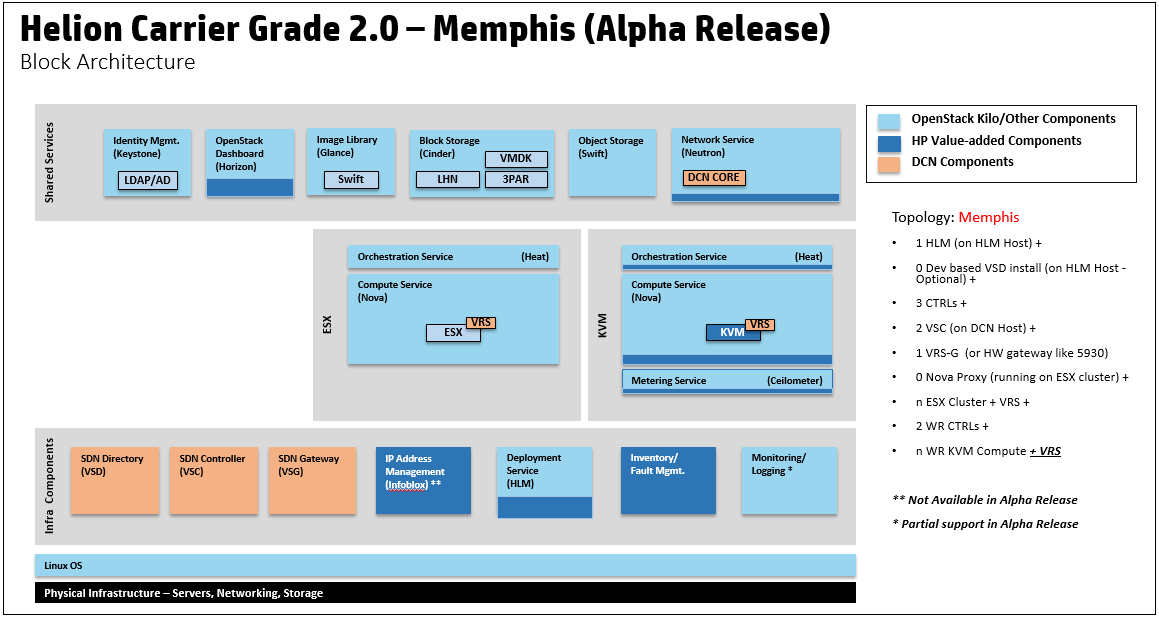 Helion Carrier Grade 2.0 – Memphis (Alpha Release)
Block Architecture
Shared Services
Identity Mgmt.
(Keystone)
LDAP/AD
OpenStack
Dashboard
(Horizon)
Image Library
(Glance)
Swift
Block Storage
(Cinder)
VMDK
LHN
3PAR
Object Storage
(Swift)
Network Service
(Neutron)
DCN CORE
OpenStack Kilo/Other Components
HP Value-added Components
DCN Components
ESX
Orchestration Service (Heat)
Compute Service
(Nova)
VRS
ESX
KVM
Orchestration Service (Heat)
Compute Service
(Nova)
VRS
KVM
Metering Service (Ceilometer)
Topology: Memphis
• 1 HLM (on HLM Host) +
• 0 Dev based VSD install (on HLM Host -
Optional) +
• 3 CTRLs +
• 2 VSC (on DCN Host) +
• 1 VRS-G (or HW gateway like 5930)
• 0 Nova Proxy (running on ESX cluster) +
• n ESX Cluster + VRS +
• 2 WR CTRLs +
• n WR KVM Compute + VRS
** Not Available in Alpha Release
* Partial support in Alpha Release
Infra Components
SDN Directory
(VSD)
SDN Controller
(VSC)
SDN Gateway
(VSG)
IP Address
Management
(Infoblox) **
Deployment
Service
(HLM)
Inventory/
Fault Mgmt.
Monitoring/
Logging *
Linux OS
Physical Infrastructure – Servers, Networking, Storage